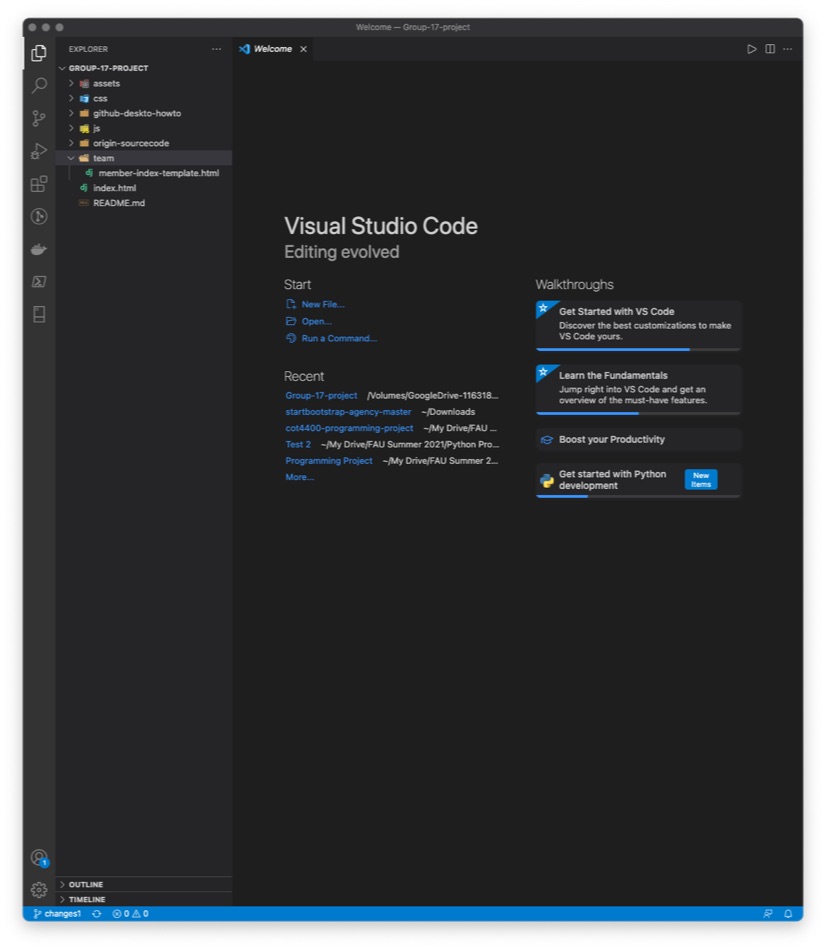 Welcome — Group-17-project
EXPLORER
Welcome
GROUP-17-PROJECT
assets
css
github-deskto-howto
js
origin-sourcecode
team
member-index-template.html
index.html
README.md
Visual Studio Code
Editing evolved
Start
New File...
Open...
Run a Command...
Recent
Group-17-project /Volumes/GoogleDrive-116318...
startbootstrap-agency-master ~/Downloads
cot4400-programming-project ~/My Drive/FAU ...
Test 2 ~/My Drive/FAU Summer 2021/Python Pro...
Programming Project ~/My Drive/FAU Summer 2...
More...
Walkthroughs
Get Started with VS Code
Discover the best customizations to make
VS Code yours.
Learn the Fundamentals
Jump right into VS Code and get an
overview of the must-have features.
Boost your Productivity
Get started with Python
development
New
Items
1
OUTLINE
TIMELINE
changes1 0 0